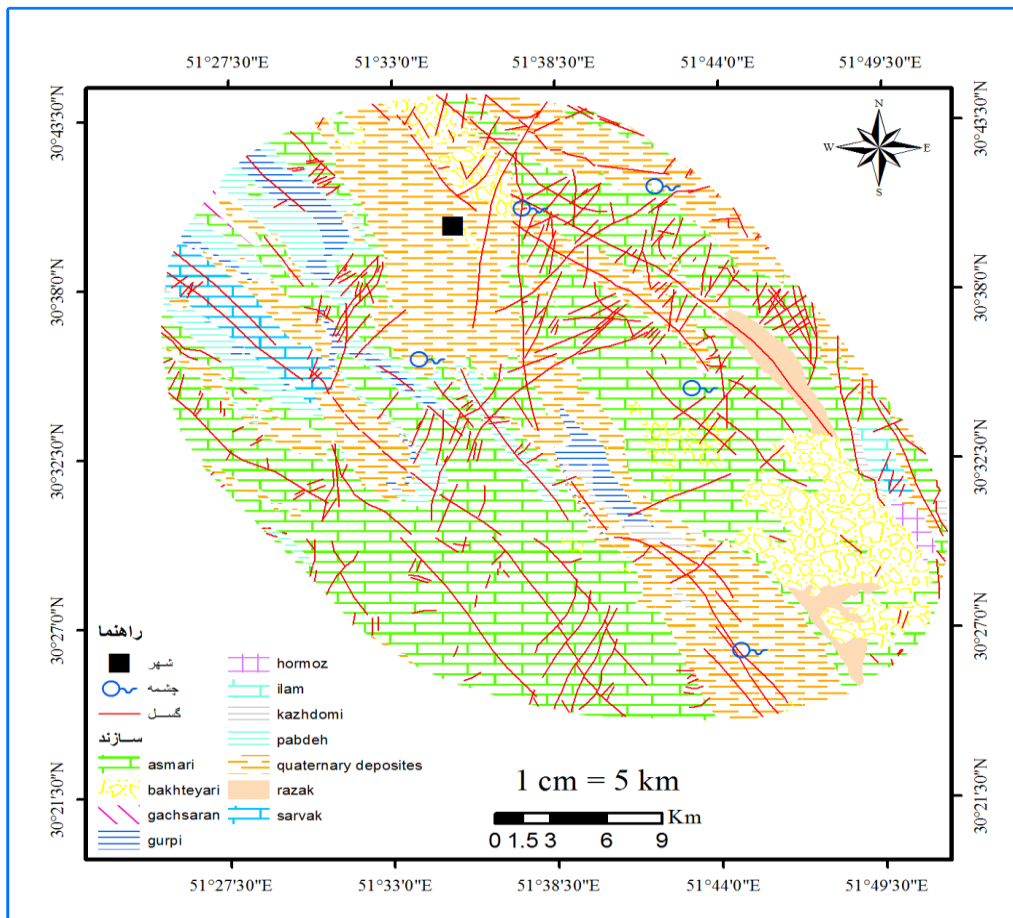 51°27'30"E 51°33'0"E 51°38'30"E 51°44'0"E 51°49'30"E
30°43'30"N 30°43'30"N
N
W E
S
30°38'0"N 30°38'0"N
30°32'30"N 30°32'30"N
30°27'0"N 30°27'0"N
30°21'30"N 30°21'30"N
راهنما
شهر
چشمه
گســل
ســازند
asmari
bakhteyari
gachsaran
gurpi
hormoz
ilam
kazhdomi
pabdeh
quaternary deposites
razak
sarvak
1 cm = 5 km
Km
0 1.5 3 6 9
51°27'30"E 51°33'0"E 51°38'30"E 51°44'0"E 51°49'30"E